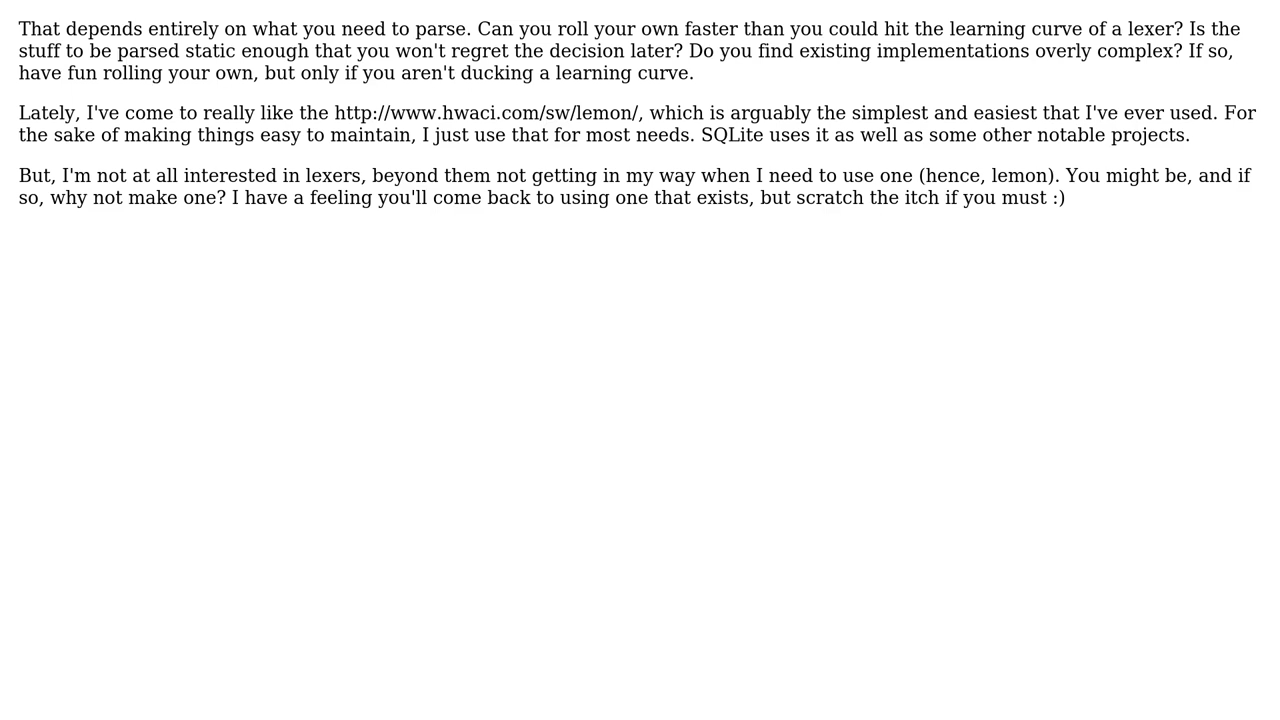 That depends entirely on what you need to parse. Can you roll your own faster than you could hit the learning curve of a lexer? Is the
stuff to be parsed static enough that you won't regret the decision later? Do you find existing implementations overly complex? If so,
have fun rolling your own, but only if you aren't ducking a learning curve.
Lately, I've come to really like the http://www.hwaci.com/sw/lemon/, which is arguably the simplest and easiest that I've ever used. For
the sake of making things easy to maintain, I just use that for most needs. SQLite uses it as well as some other notable projects.
But, I'm not at all interested in lexers, beyond them not getting in my way when I need to use one (hence, lemon). You might be, and if
so, why not make one? I have a feeling you'll come back to using one that exists, but scratch the itch if you must :)